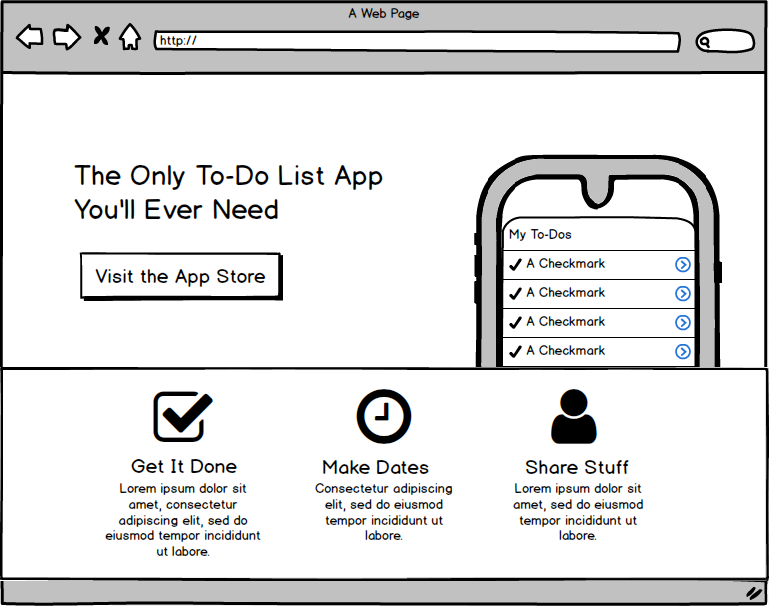 A Web Page
http://
The Only To-Do List App
You'll Ever Need
Visit the App Store
My To-Dos
A Checkmark
A Checkmark
A Checkmark
A Checkmark
Get It Done
Lorem ipsum dolor sit
amet, consectetur
adipiscing elit, sed do
eiusmod tempor incididunt
ut labore.
Make Dates
Consectetur adipiscing
elit, sed do eiusmod
tempor incididunt ut
labore.
Share Stuff
Lorem ipsum dolor sit
amet, sed do eiusmod
tempor incididunt ut
labore.